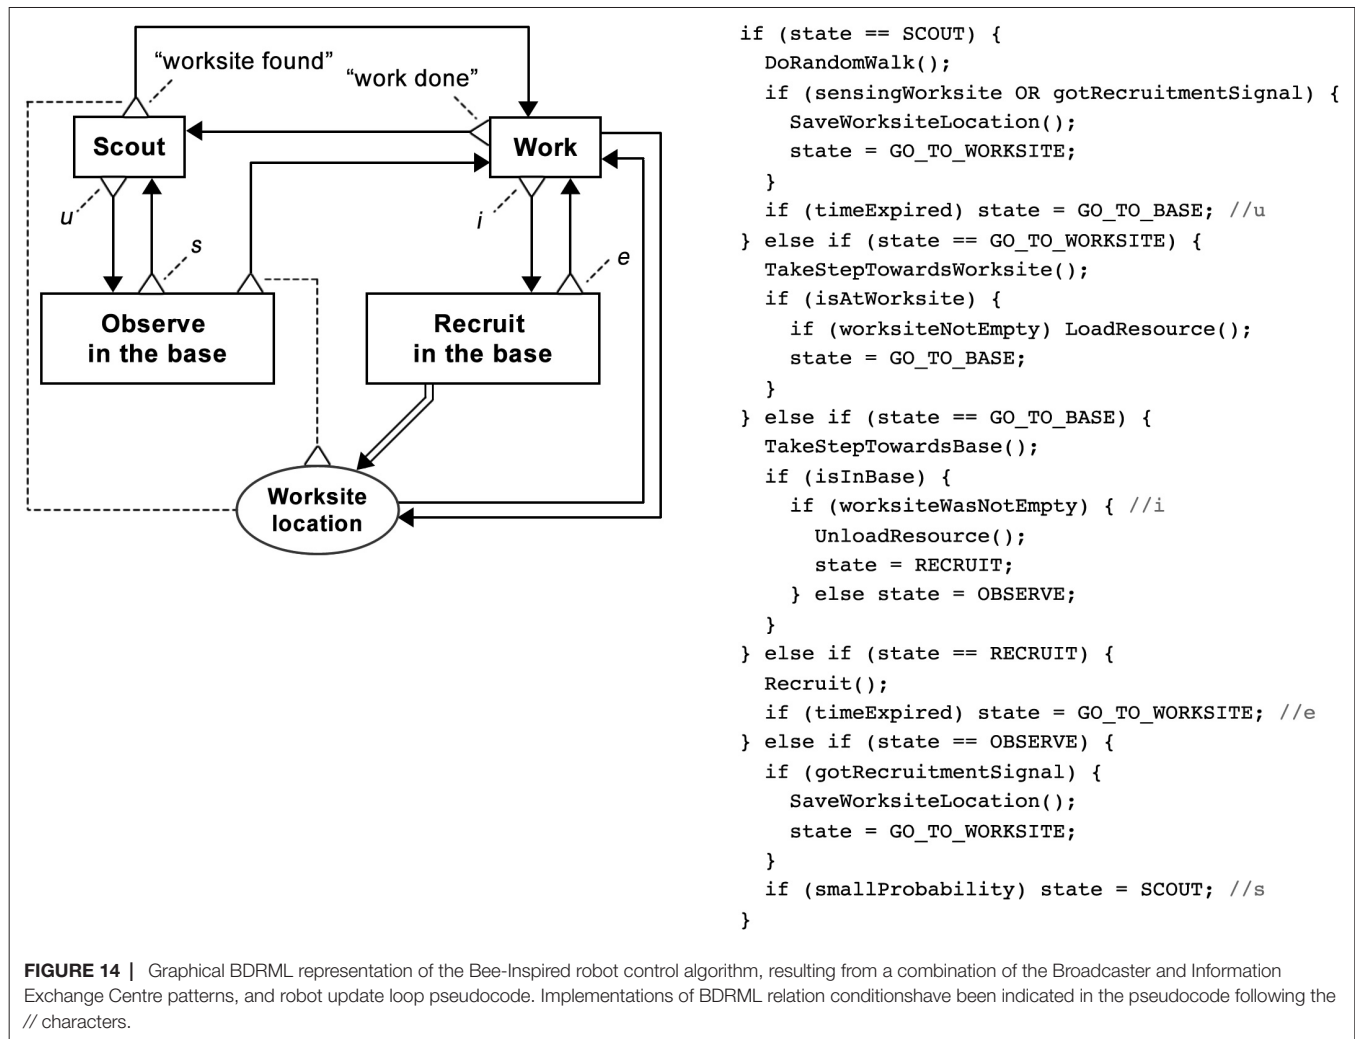 “worksite found”
“work done”
Scout
Work
u
s
i
e
Observe
in the base
Recruit
in the base
Worksite
location
if (state == SCOUT) {
DoRandomWalk();
if (sensingWorksite OR gotRecruitmentSignal) {
SaveWorksiteLocation();
state = GO_TO_WORKSITE;
}
if (timeExpired) state = GO_TO_BASE; //u
} else if (state == GO_TO_WORKSITE) {
TakeStepTowardsWorksite();
if (isAtWorksite) {
if (worksiteNotEmpty) LoadResource();
state = GO_TO_BASE;
}
} else if (state == GO_TO_BASE) {
TakeStepTowardsBase();
if (isInBase) {
if (worksiteWasNotEmpty) { //i
UnloadResource();
state = RECRUIT;
} else state = OBSERVE;
}
} else if (state == RECRUIT) {
Recruit();
if (timeExpired) state = GO_TO_WORKSITE; //e
} else if (state == OBSERVE) {
if (gotRecruitmentSignal) {
SaveWorksiteLocation();
state = GO_TO_WORKSITE;
}
if (smallProbability) state = SCOUT; //s
}
FIGURE 14 | Graphical BDRML representation of the Bee-Inspired robot control algorithm, resulting from a combination of the Broadcaster and Information
Exchange Centre patterns, and robot update loop pseudocode. Implementations of BDRML relation conditionshave been indicated in the pseudocode following the
// characters.